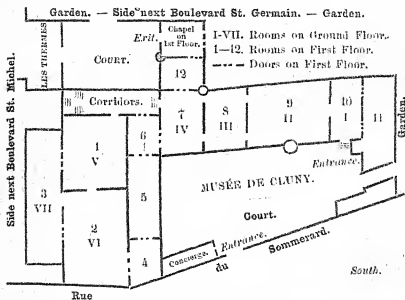 Garden. — Side next Boulevard St. Germain. — Garden.
Side next Boulevard St. Michel.
LES THERMES
COURT.
Exit.
Chapel
on
1st Floor.
I-VII. Rooms on Ground Floor.
1—12. Rooms on First Floor.
Doors on First Floor.
12
Corridors.
7
IV
8
III
9
II
10
I
11
Garden.
1
V
6
3
VII
2
VI
5
4
Entrance.
MUSÉE DE CLUNY.
Court.
Concierge.
Entrance.
Rue
du
Sommerard.
South.